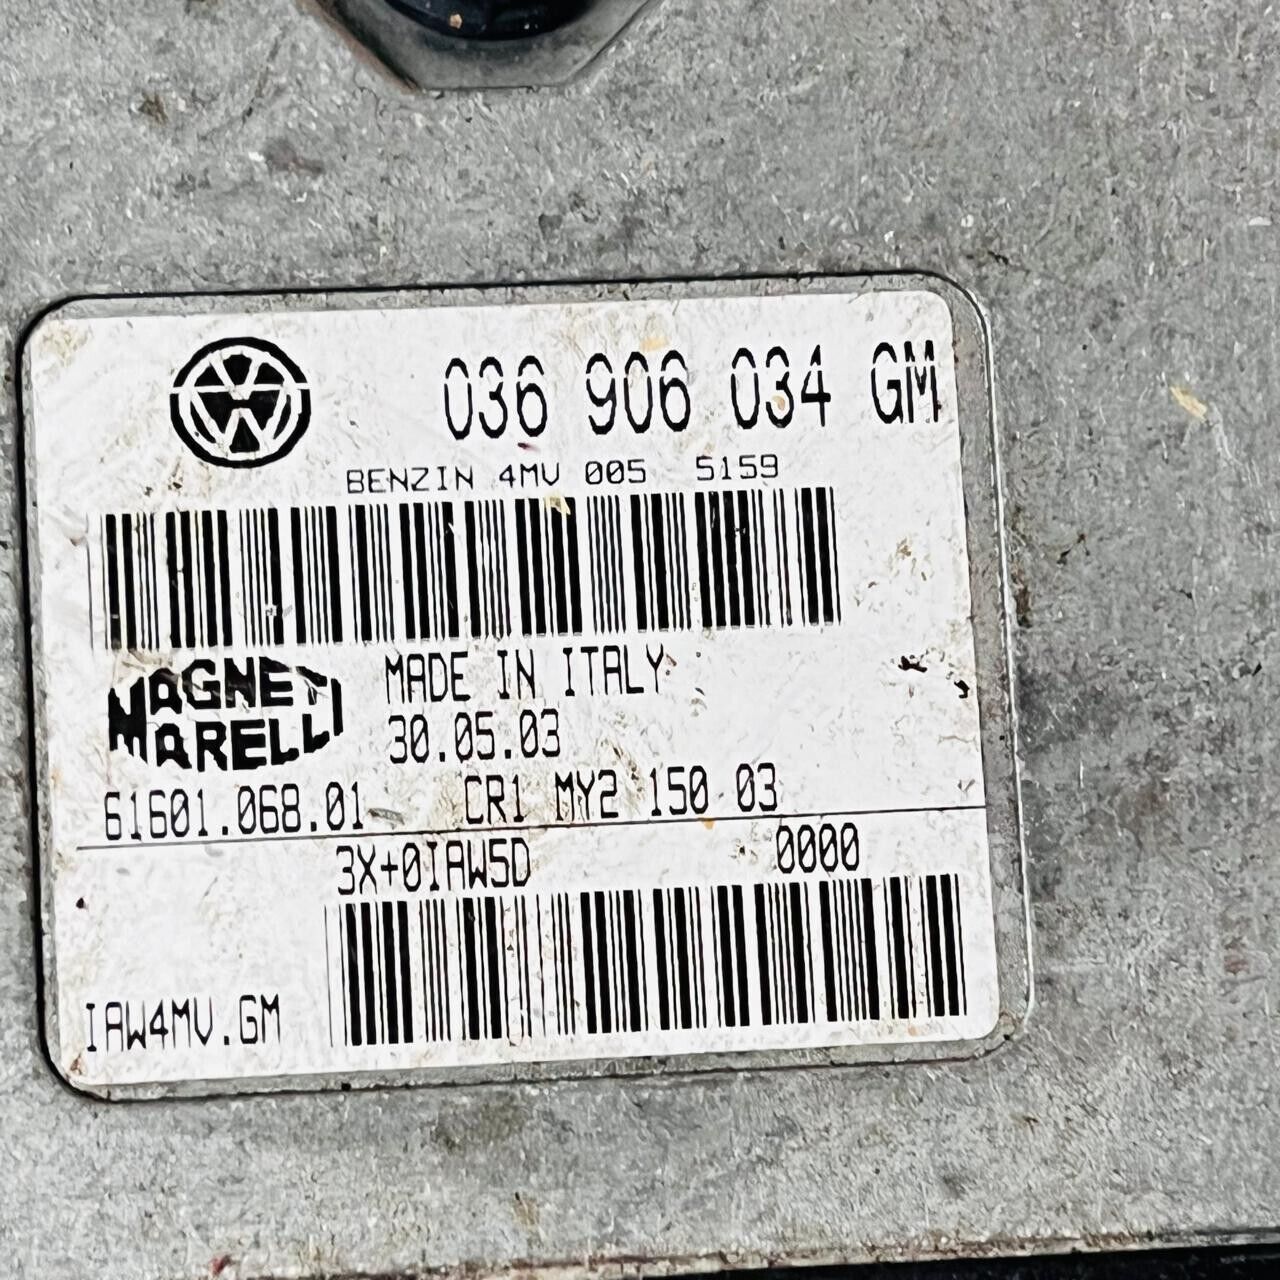 036 906 034 GM
BENZIN 4MV 005 5159
MAGNETI
MARELLI
MADE IN ITALY
30.05.03
61601.068.01 CR1 MY2 150 03
3X+0IAW5D 0000
IAW4MV.GM